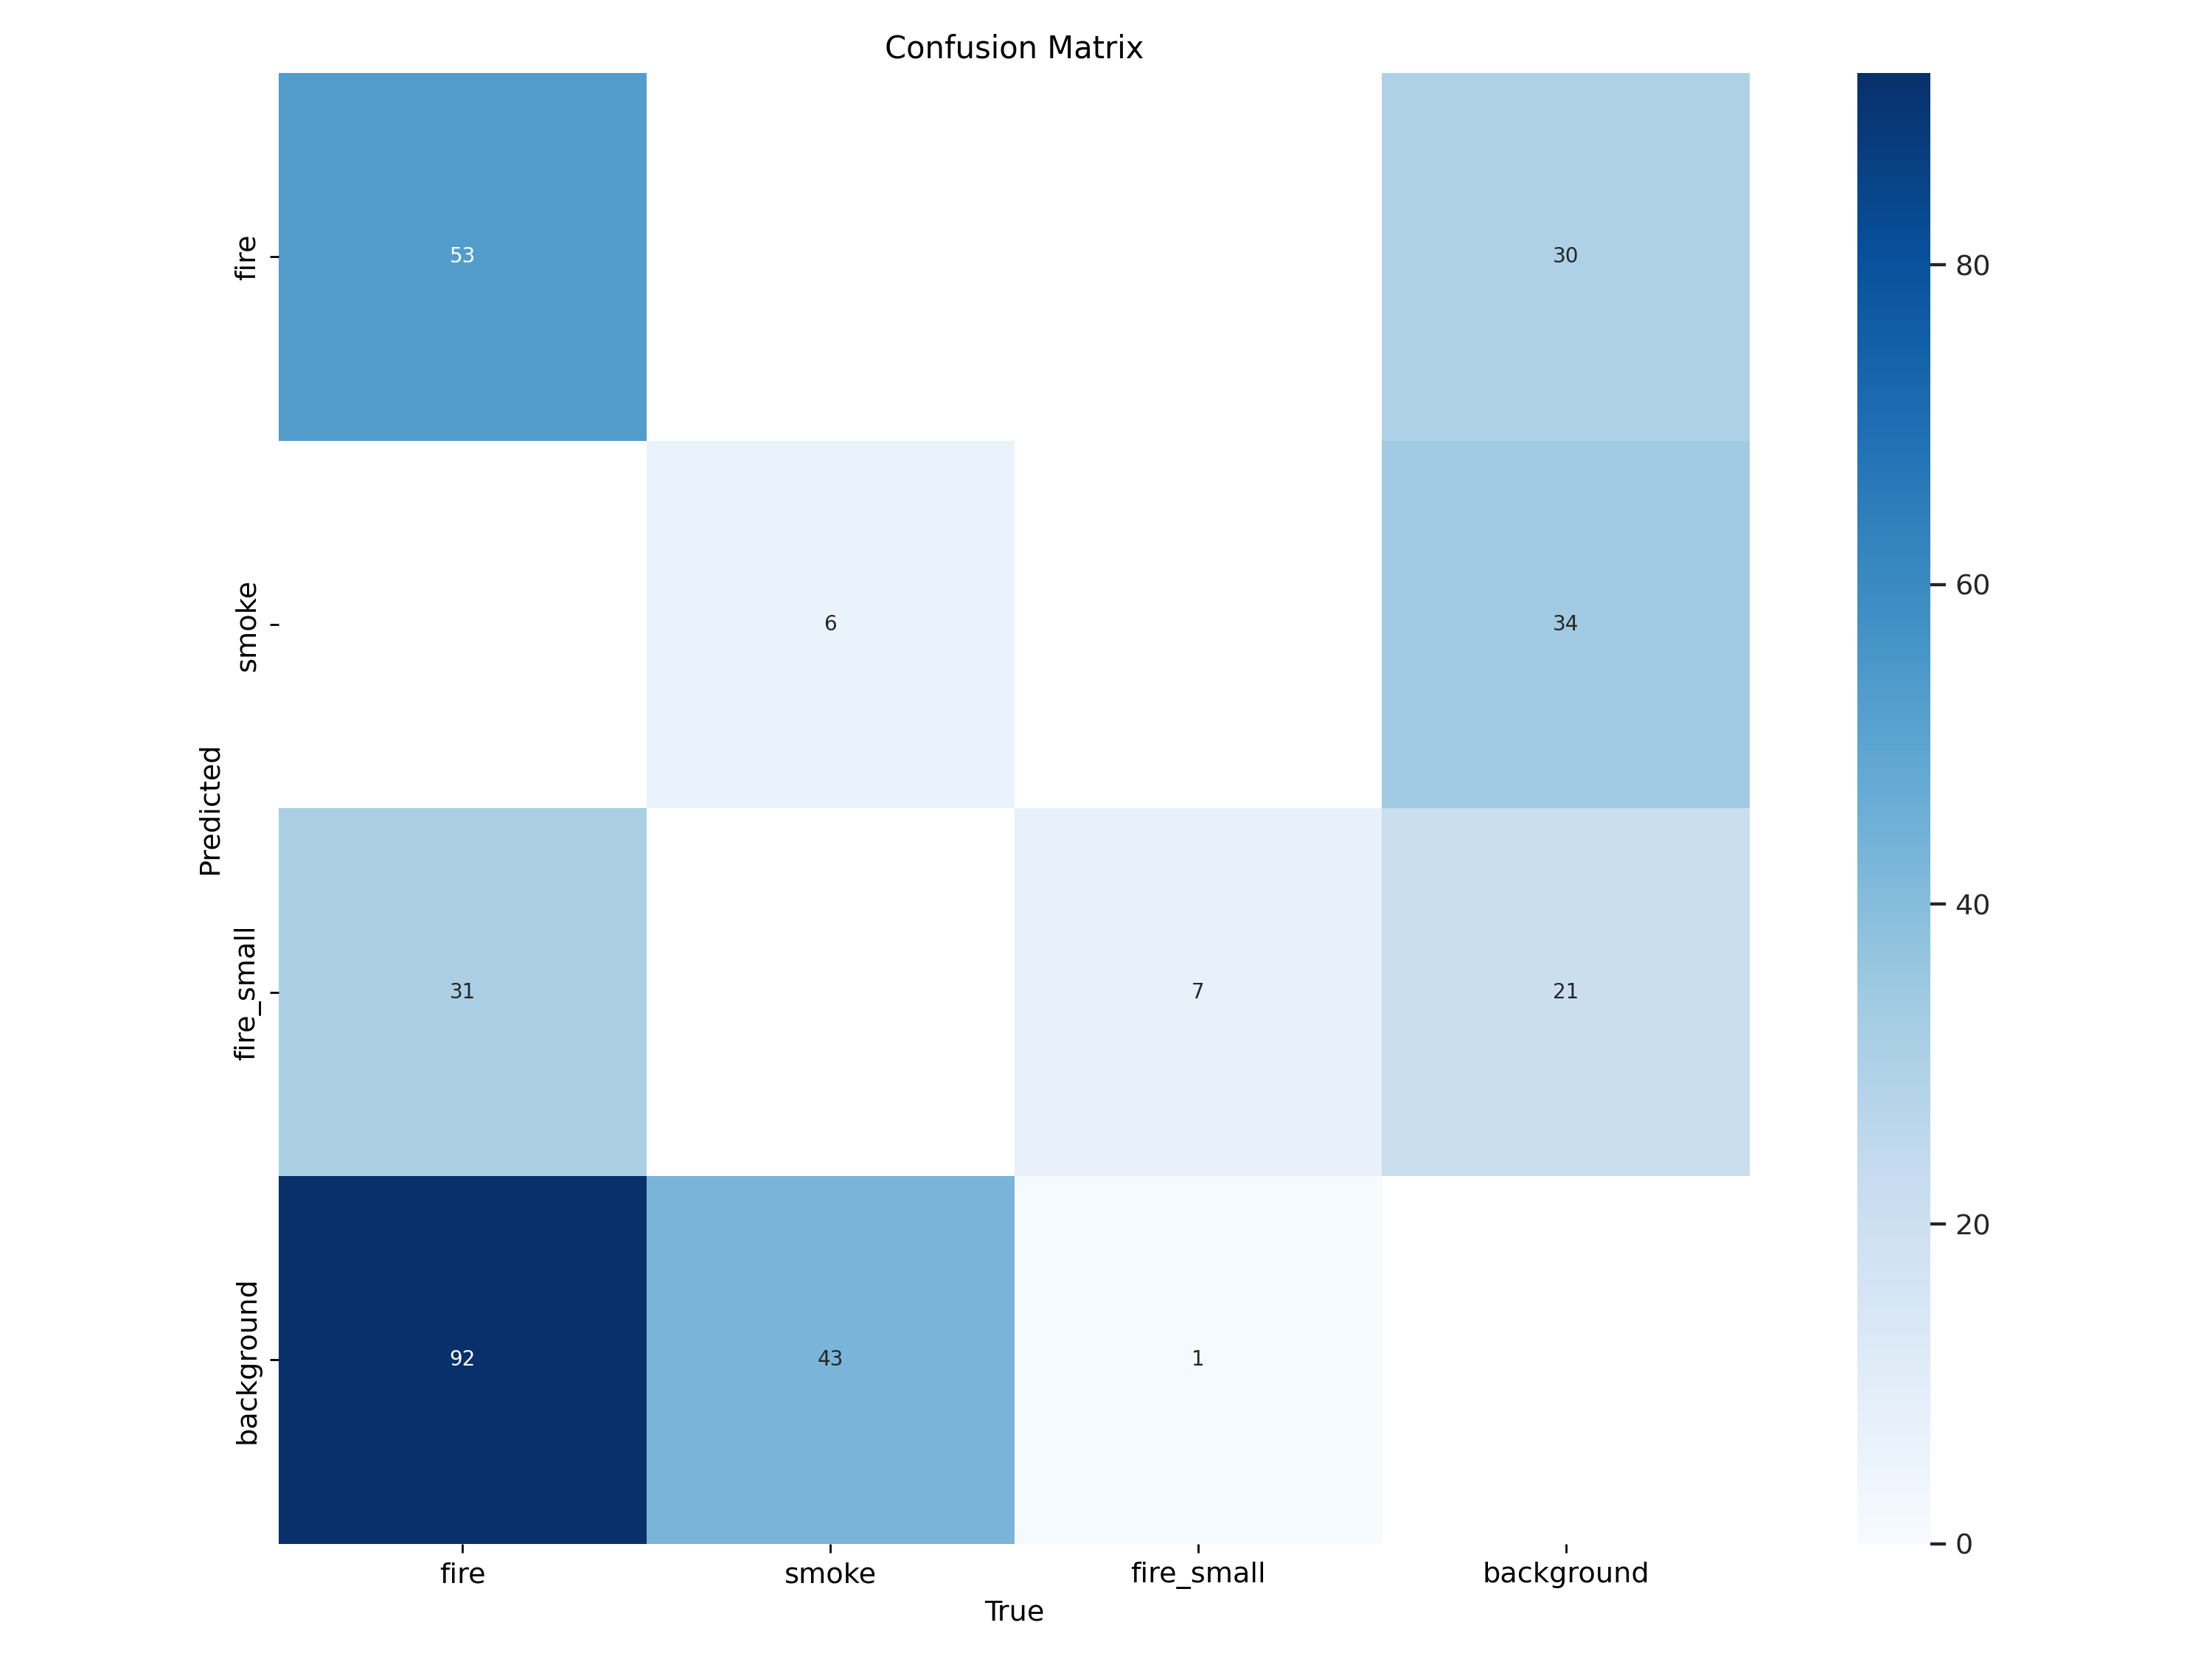 Confusion Matrix
fire
53
30
80
smoke
6
34
60
Predicted
fire_small
31
7
21
40
20
background
92
43
1
0
fire
smoke
fire_small
background
True